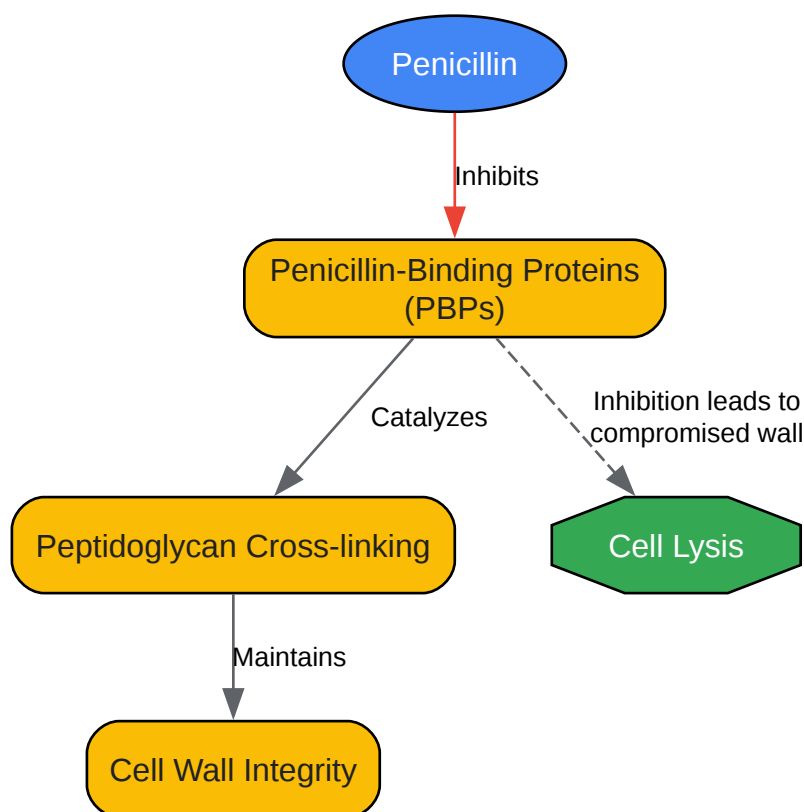 Penicillin
Inhibits
Penicillin-Binding Proteins
(PBPs)
Catalyzes
Inhibition leads to
compromised wall
Peptidoglycan Cross-linking
Cell Lysis
Maintains
Cell Wall Integrity